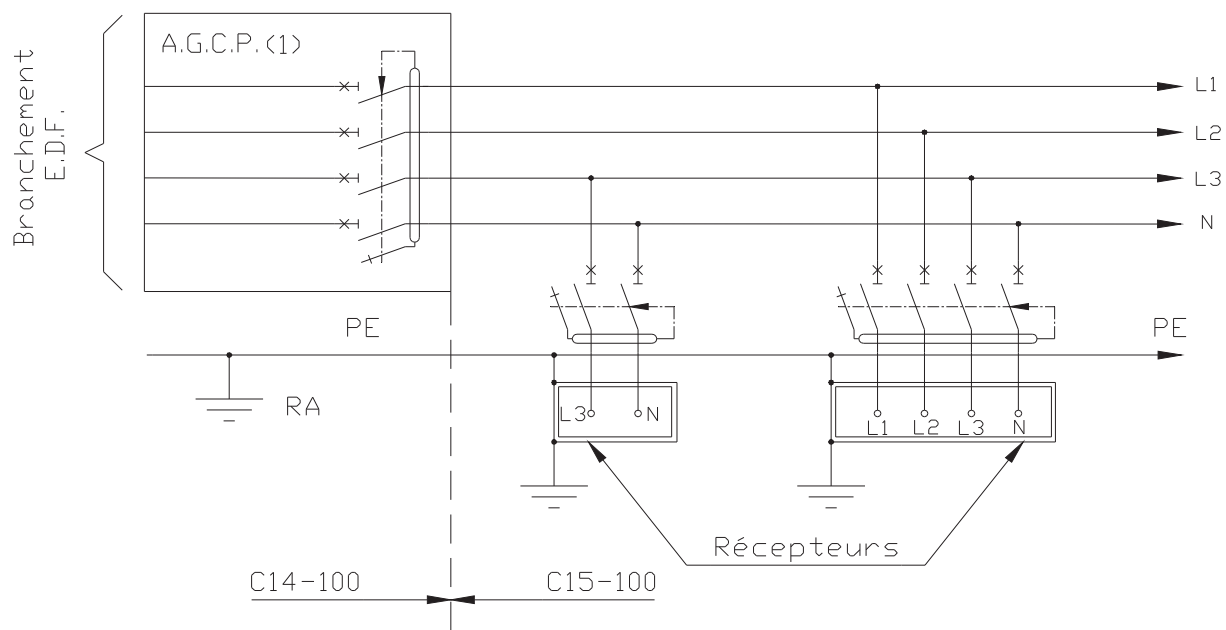 Branchement
E.D.F.
A.G.C.P. (1)
L1
L2
L3
N
PE
PE
RA
L3
N
L1
L2
L3
N
Récepteurs
C14-100
C15-100